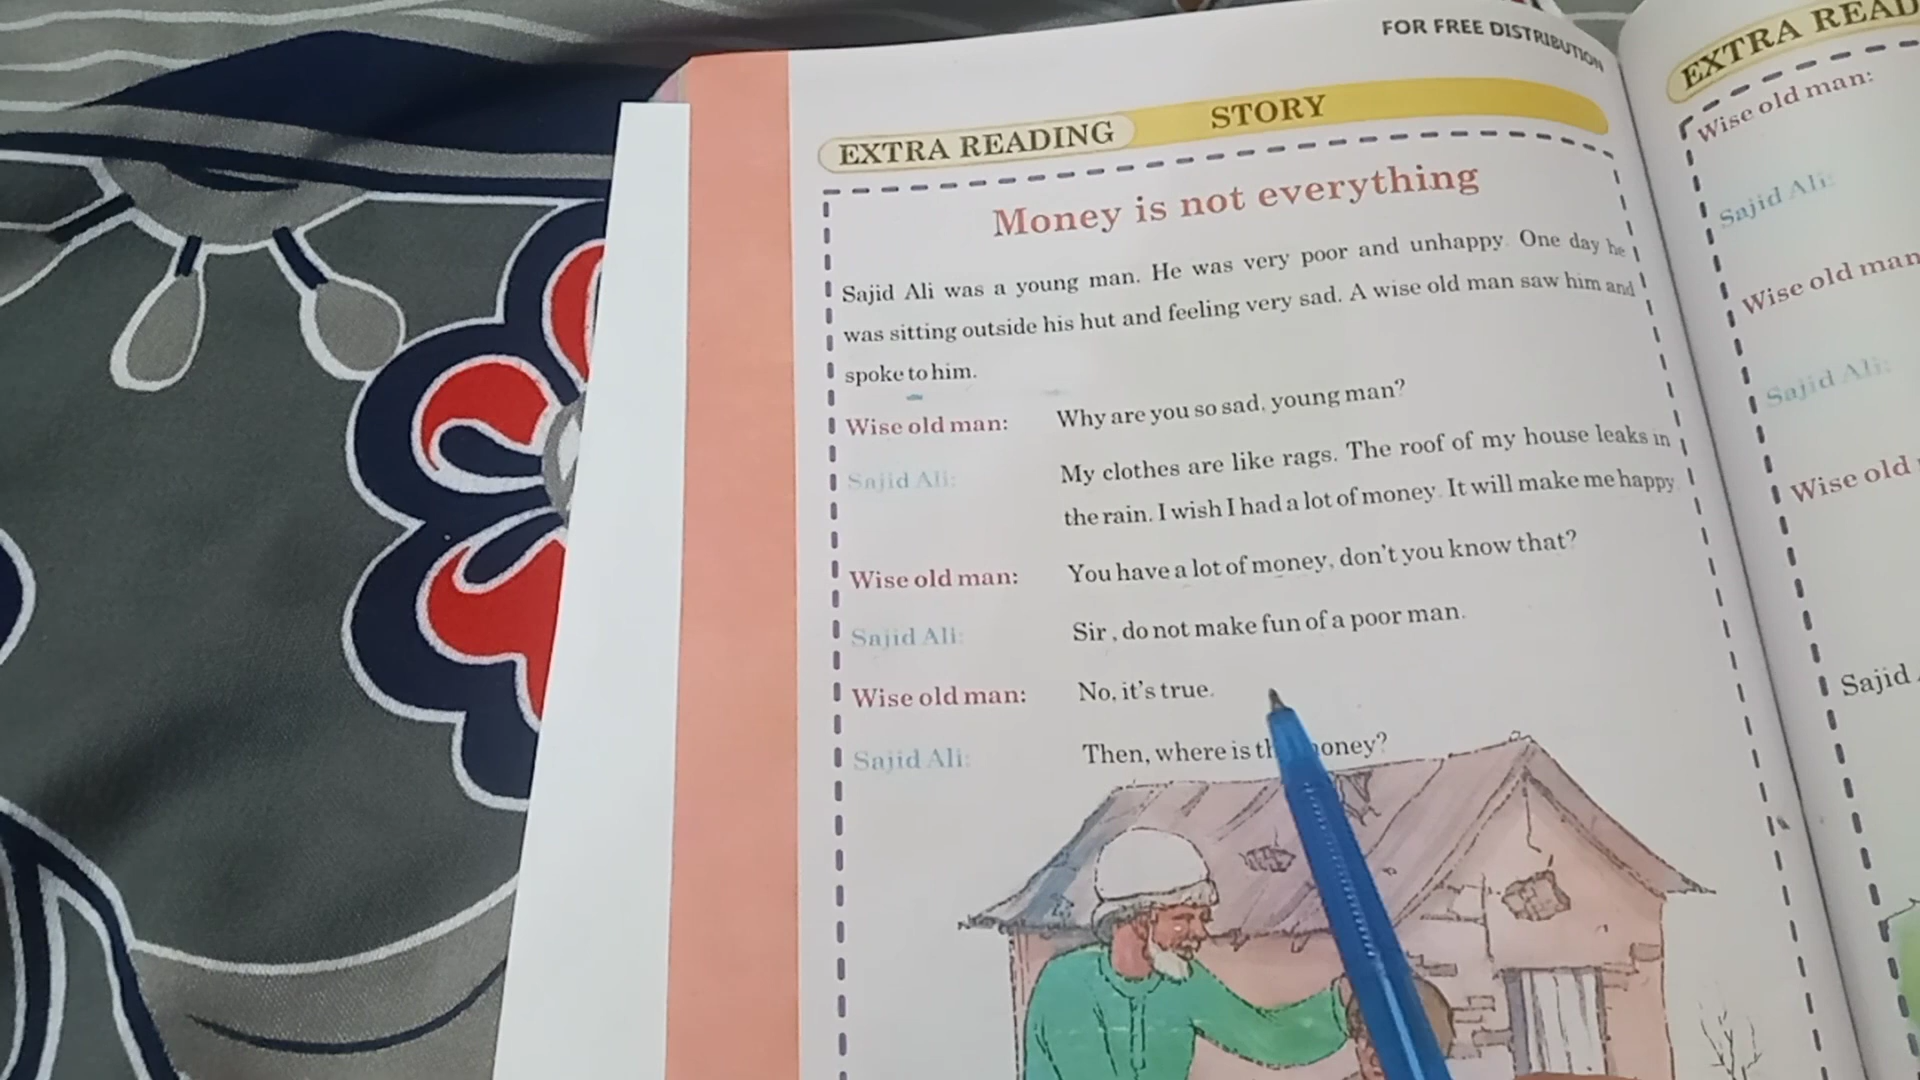 FOR FREE DISTRIBUTION
EXTRA READING STORY
Money is not everything
Sajid Ali was a young man. He was very poor and unhappy. One day he
was sitting outside his hut and feeling very sad. A wise old man saw him and
spoke to him.
Wise old man: Why are you so sad, young man?
Sajid Ali: My clothes are like rags. The roof of my house leaks in
the rain. I wish I had a lot of money. It will make me happy.
Wise old man: You have a lot of money, don't you know that?
Sajid Ali: Sir , do not make fun of a poor man.
Wise old man: No, it's true.
Sajid Ali: Then, where is money?
EXTRA READ
Wise old man:
Sajid Ali:
Wise old man
Sajid Ali:
Wise old
Sajid